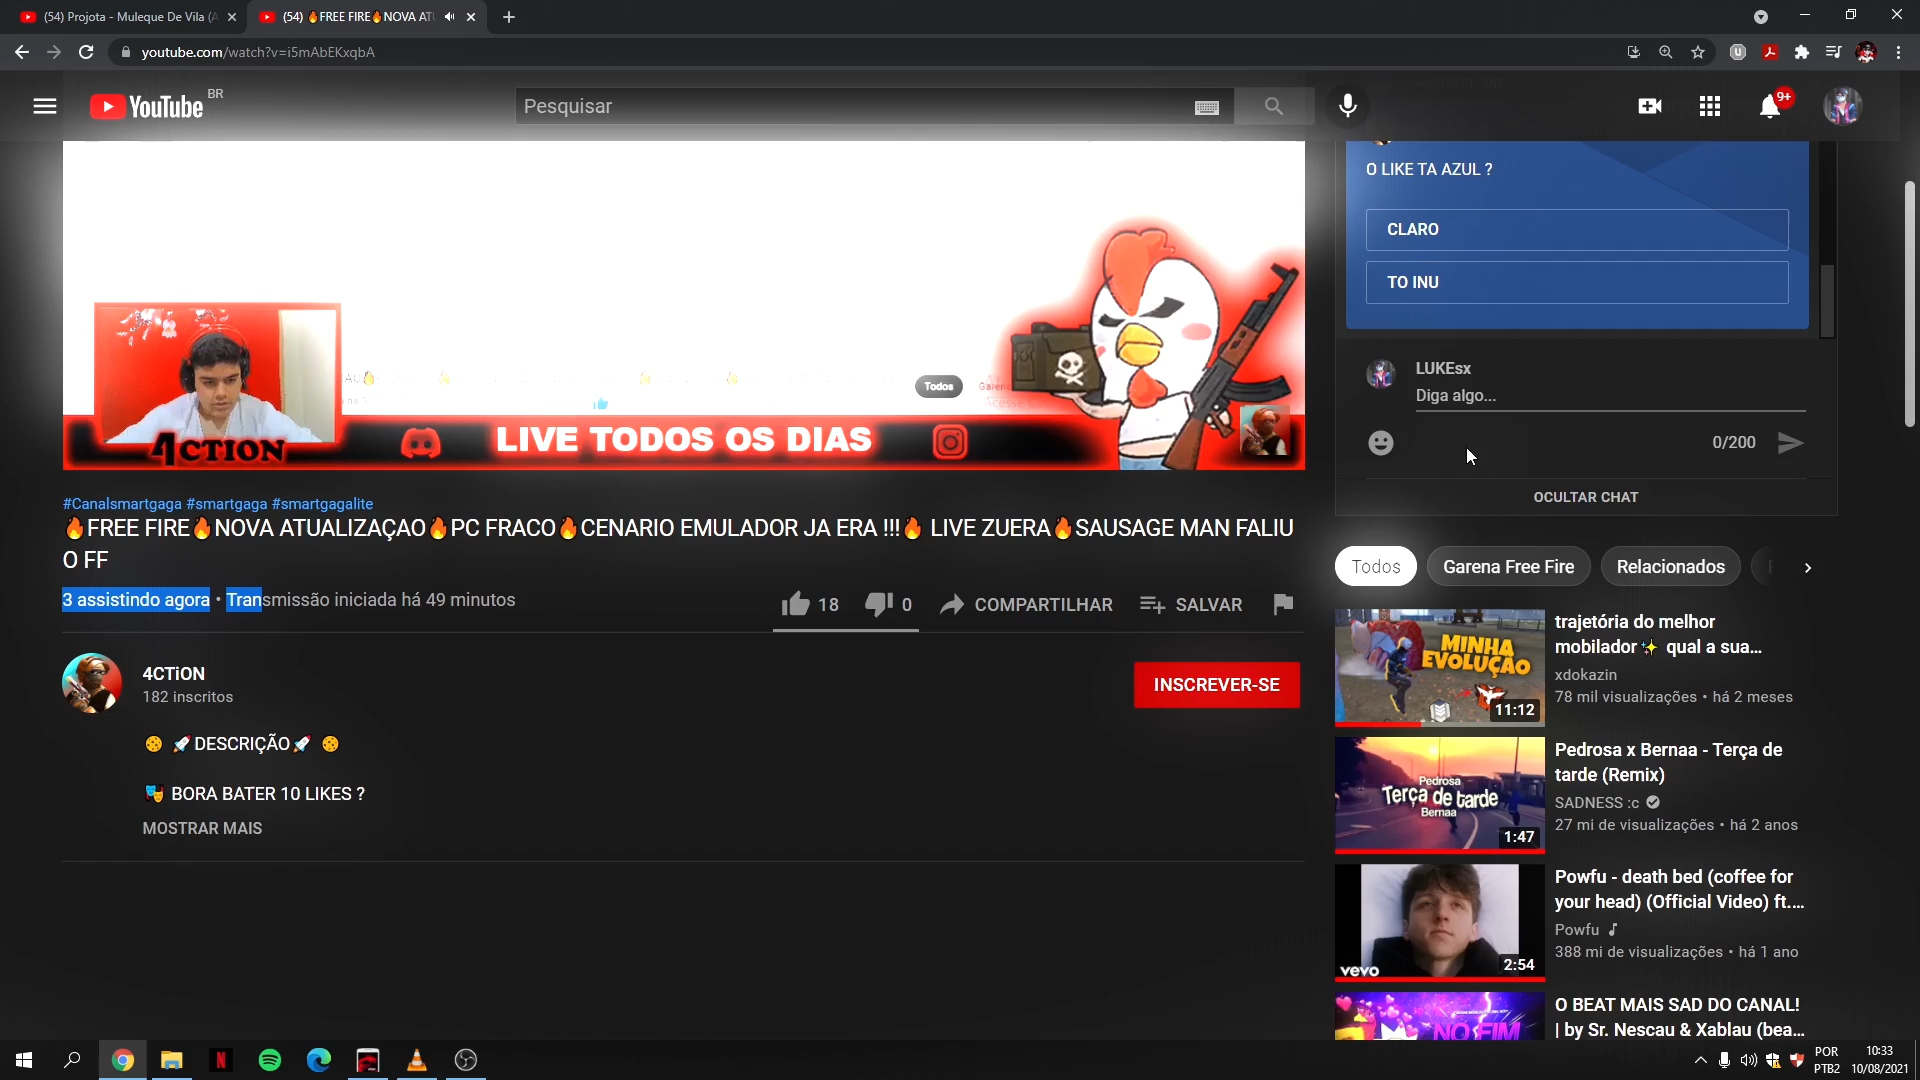 (54) Projota - Muleque De Vila (A
(54) 🔥FREE FIRE🔥NOVA ATU
youtube.com/watch?v=i5mAbEKxqbA
YouTube BR
Pesquisar
9+
Todos
4CTION
LIVE TODOS OS DIAS
#Canalsmartgaga #smartgaga #smartgagalite
🔥FREE FIRE🔥NOVA ATUALIZAÇAO🔥PC FRACO🔥CENARIO EMULADOR JA ERA !!!🔥 LIVE ZUERA🔥SAUSAGE MAN FALIU
O FF
3 assistindo agora • Transmissão iniciada há 49 minutos
18
0
COMPARTILHAR
SALVAR
4CTiON
182 inscritos
INSCREVER-SE
🍪 🚀DESCRIÇÃO🚀 🍪
🎭 BORA BATER 10 LIKES ?
MOSTRAR MAIS
O LIKE TA AZUL ?
CLARO
TO INU
LUKEsx
Diga algo...
0/200
OCULTAR CHAT
Todos
Garena Free Fire
Relacionados
MINHA
EVOLUÇÃO
11:12
trajetória do melhor
mobilador✨ qual a sua...
xdokazin
78 mil visualizações • há 2 meses
Pedrosa
Terça de tarde
Bernaa
1:47
Pedrosa x Bernaa - Terça de
tarde (Remix)
SADNESS :c
27 mi de visualizações • há 2 anos
vevo
2:54
Powfu - death bed (coffee for
your head) (Official Video) ft....
Powfu
388 mi de visualizações • há 1 ano
NO FIM
O BEAT MAIS SAD DO CANAL!
| by Sr. Nescau & Xablau (bea...
POR
PTB2
10:33
10/08/2021